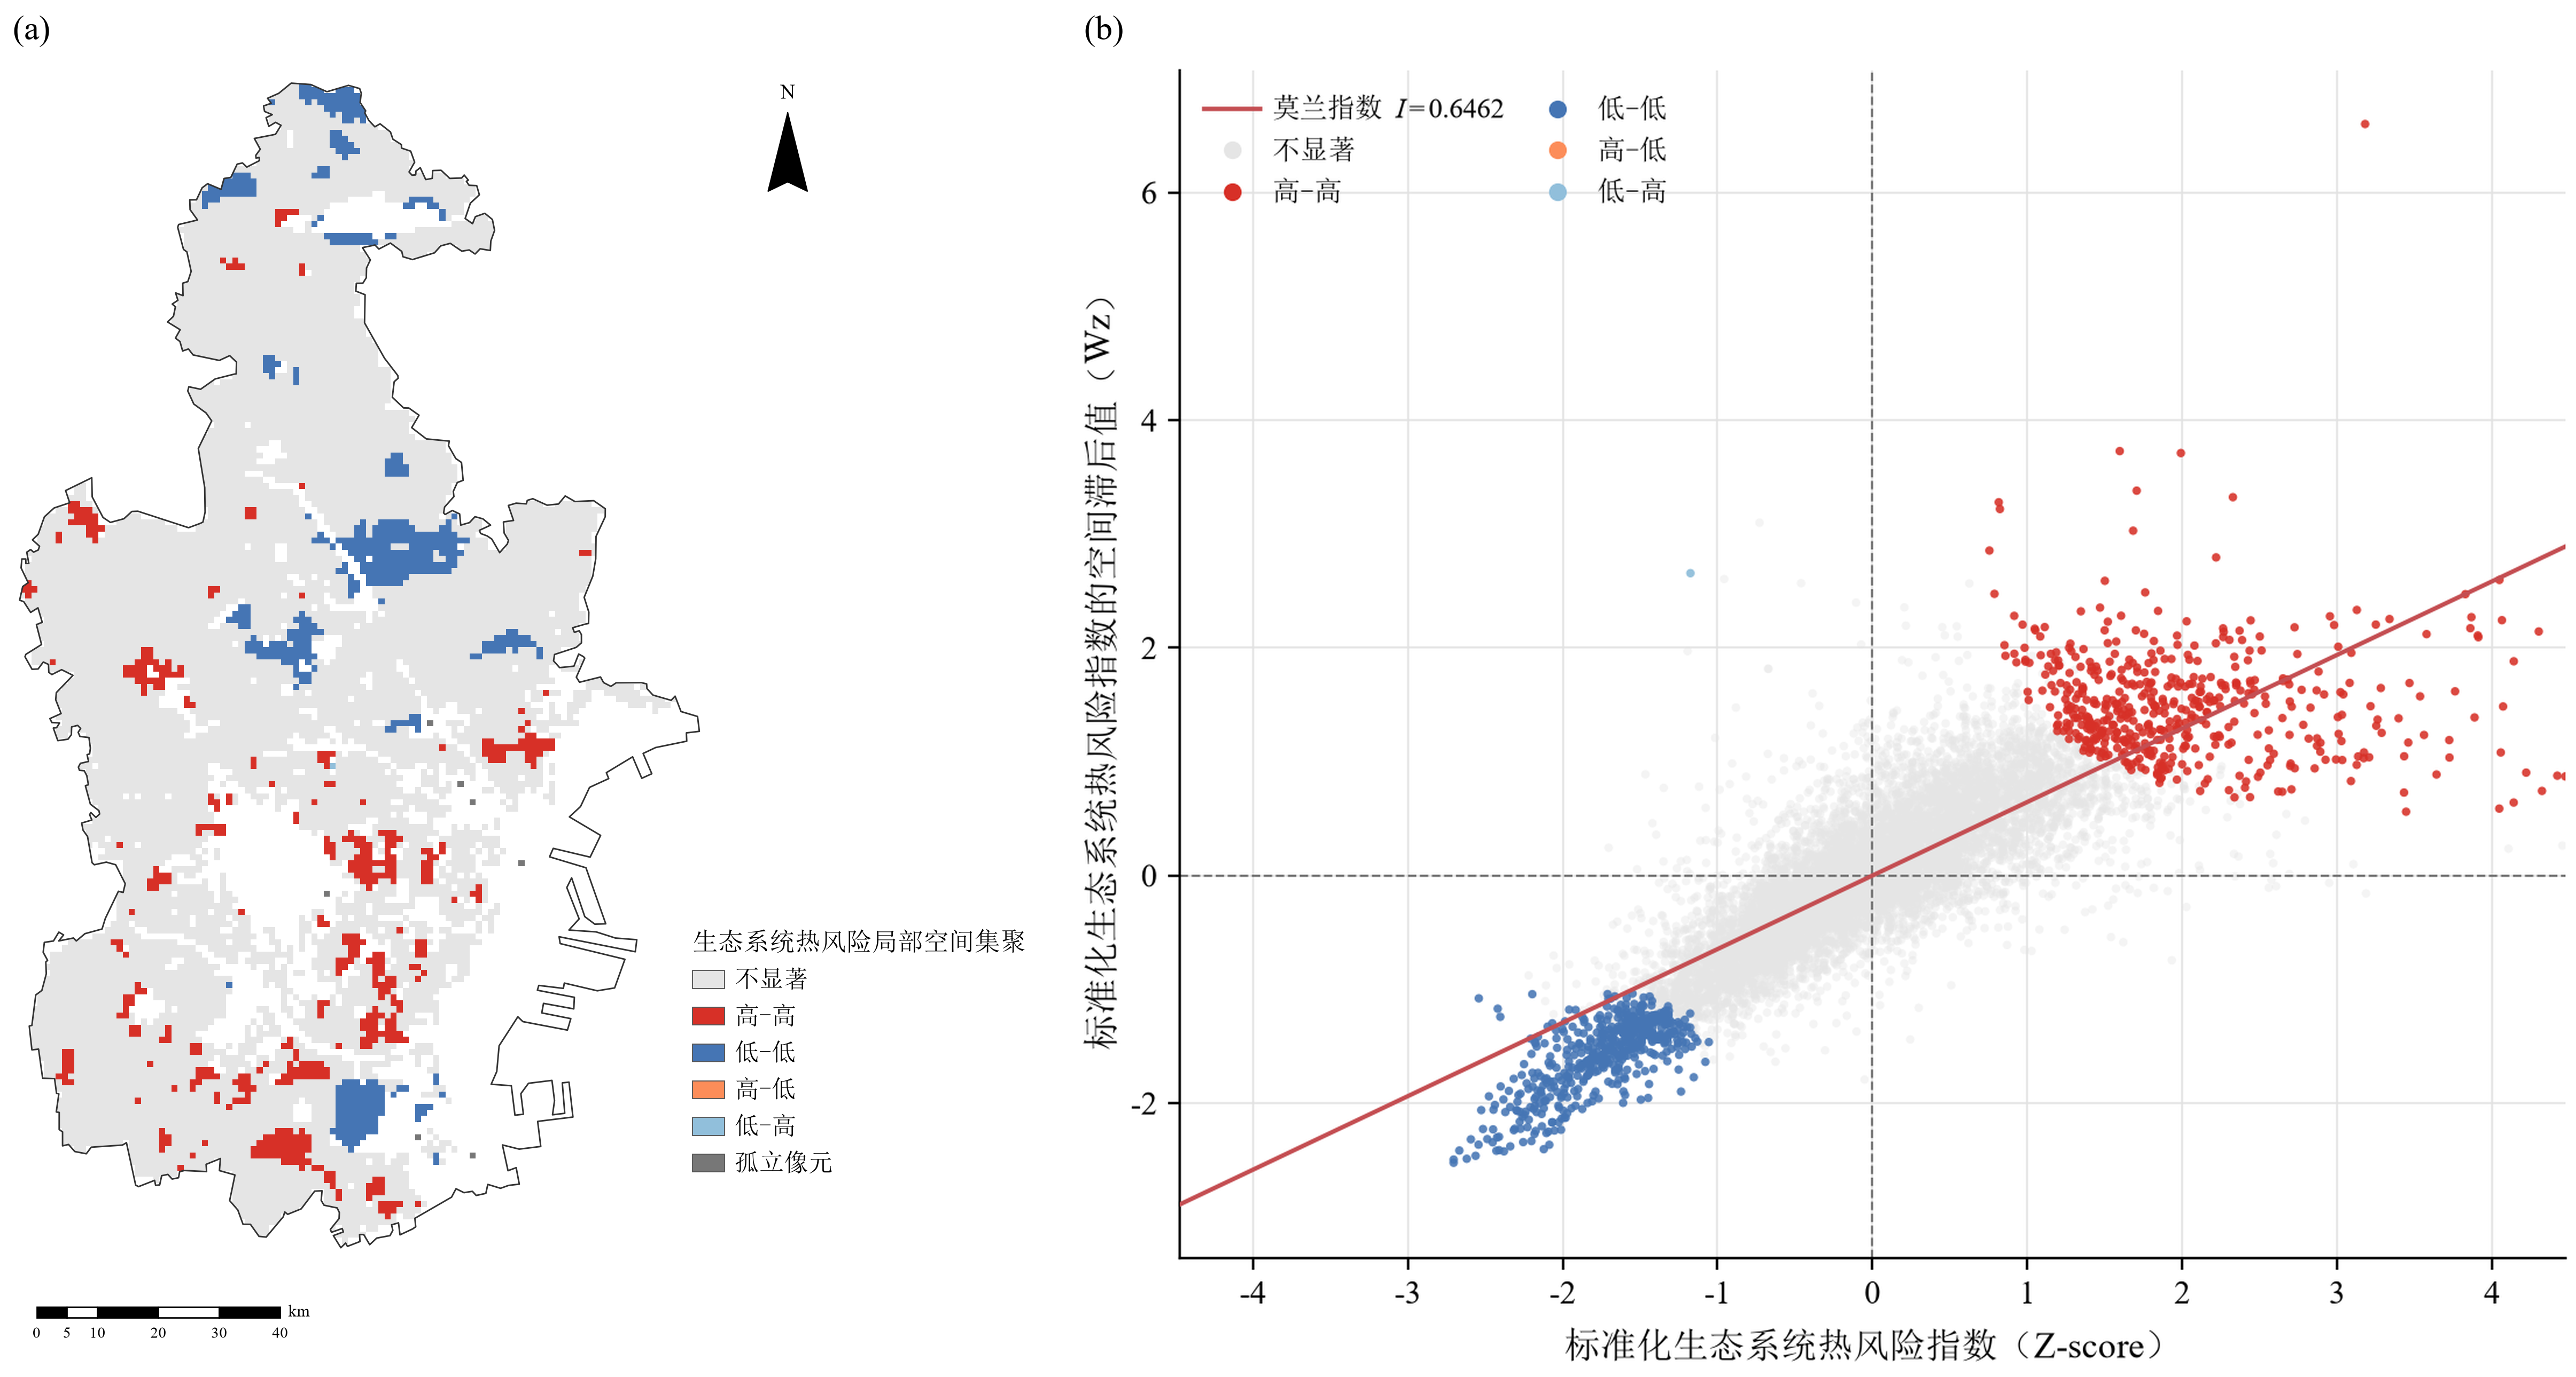 (a)
N
生态系统热风险局部空间集聚
不显著
高-高
低-低
高-低
低-高
孤立像元
km
0 5 10 20 30 40
(b)
莫兰指数 I=0.6462
不显著
高-高
低-低
高-低
低-高
标准化生态系统热风险指数的空间滞后值（Wz）
6
4
2
0
-2
-4 -3 -2 -1 0 1 2 3 4
标准化生态系统热风险指数（Z-score）